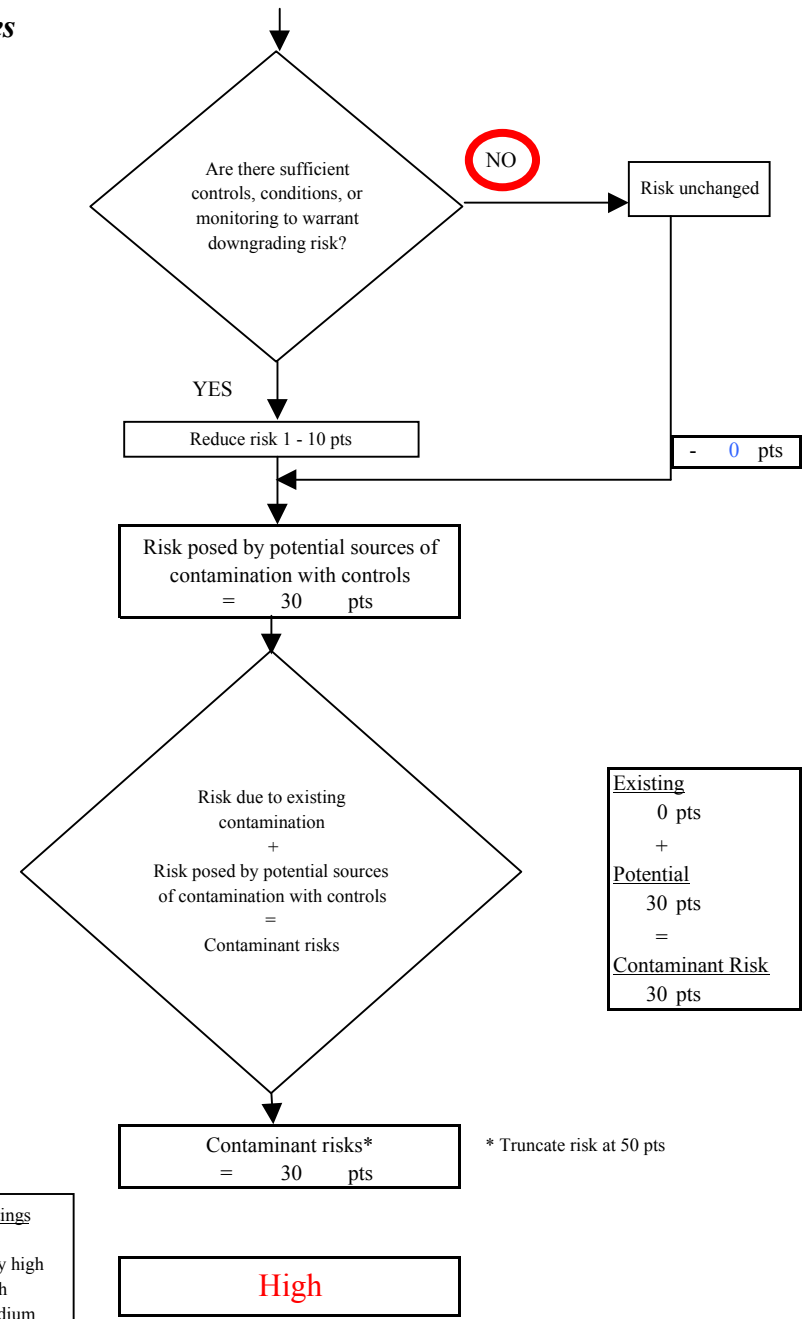 Are there sufficient
controls, conditions, or
monitoring to warrant
downgrading risk?
NO
Risk unchanged
YES
Reduce risk 1 - 10 pts
- 0 pts
Risk posed by potential sources of
contamination with controls
= 30 pts
Risk due to existing
contamination
+
Risk posed by potential sources
of contamination with controls
=
Contaminant risks
Existing
0 pts
+
Potential
30 pts
=
Contaminant Risk
30 pts
Contaminant risks*
= 30 pts
* Truncate risk at 50 pts
high
High